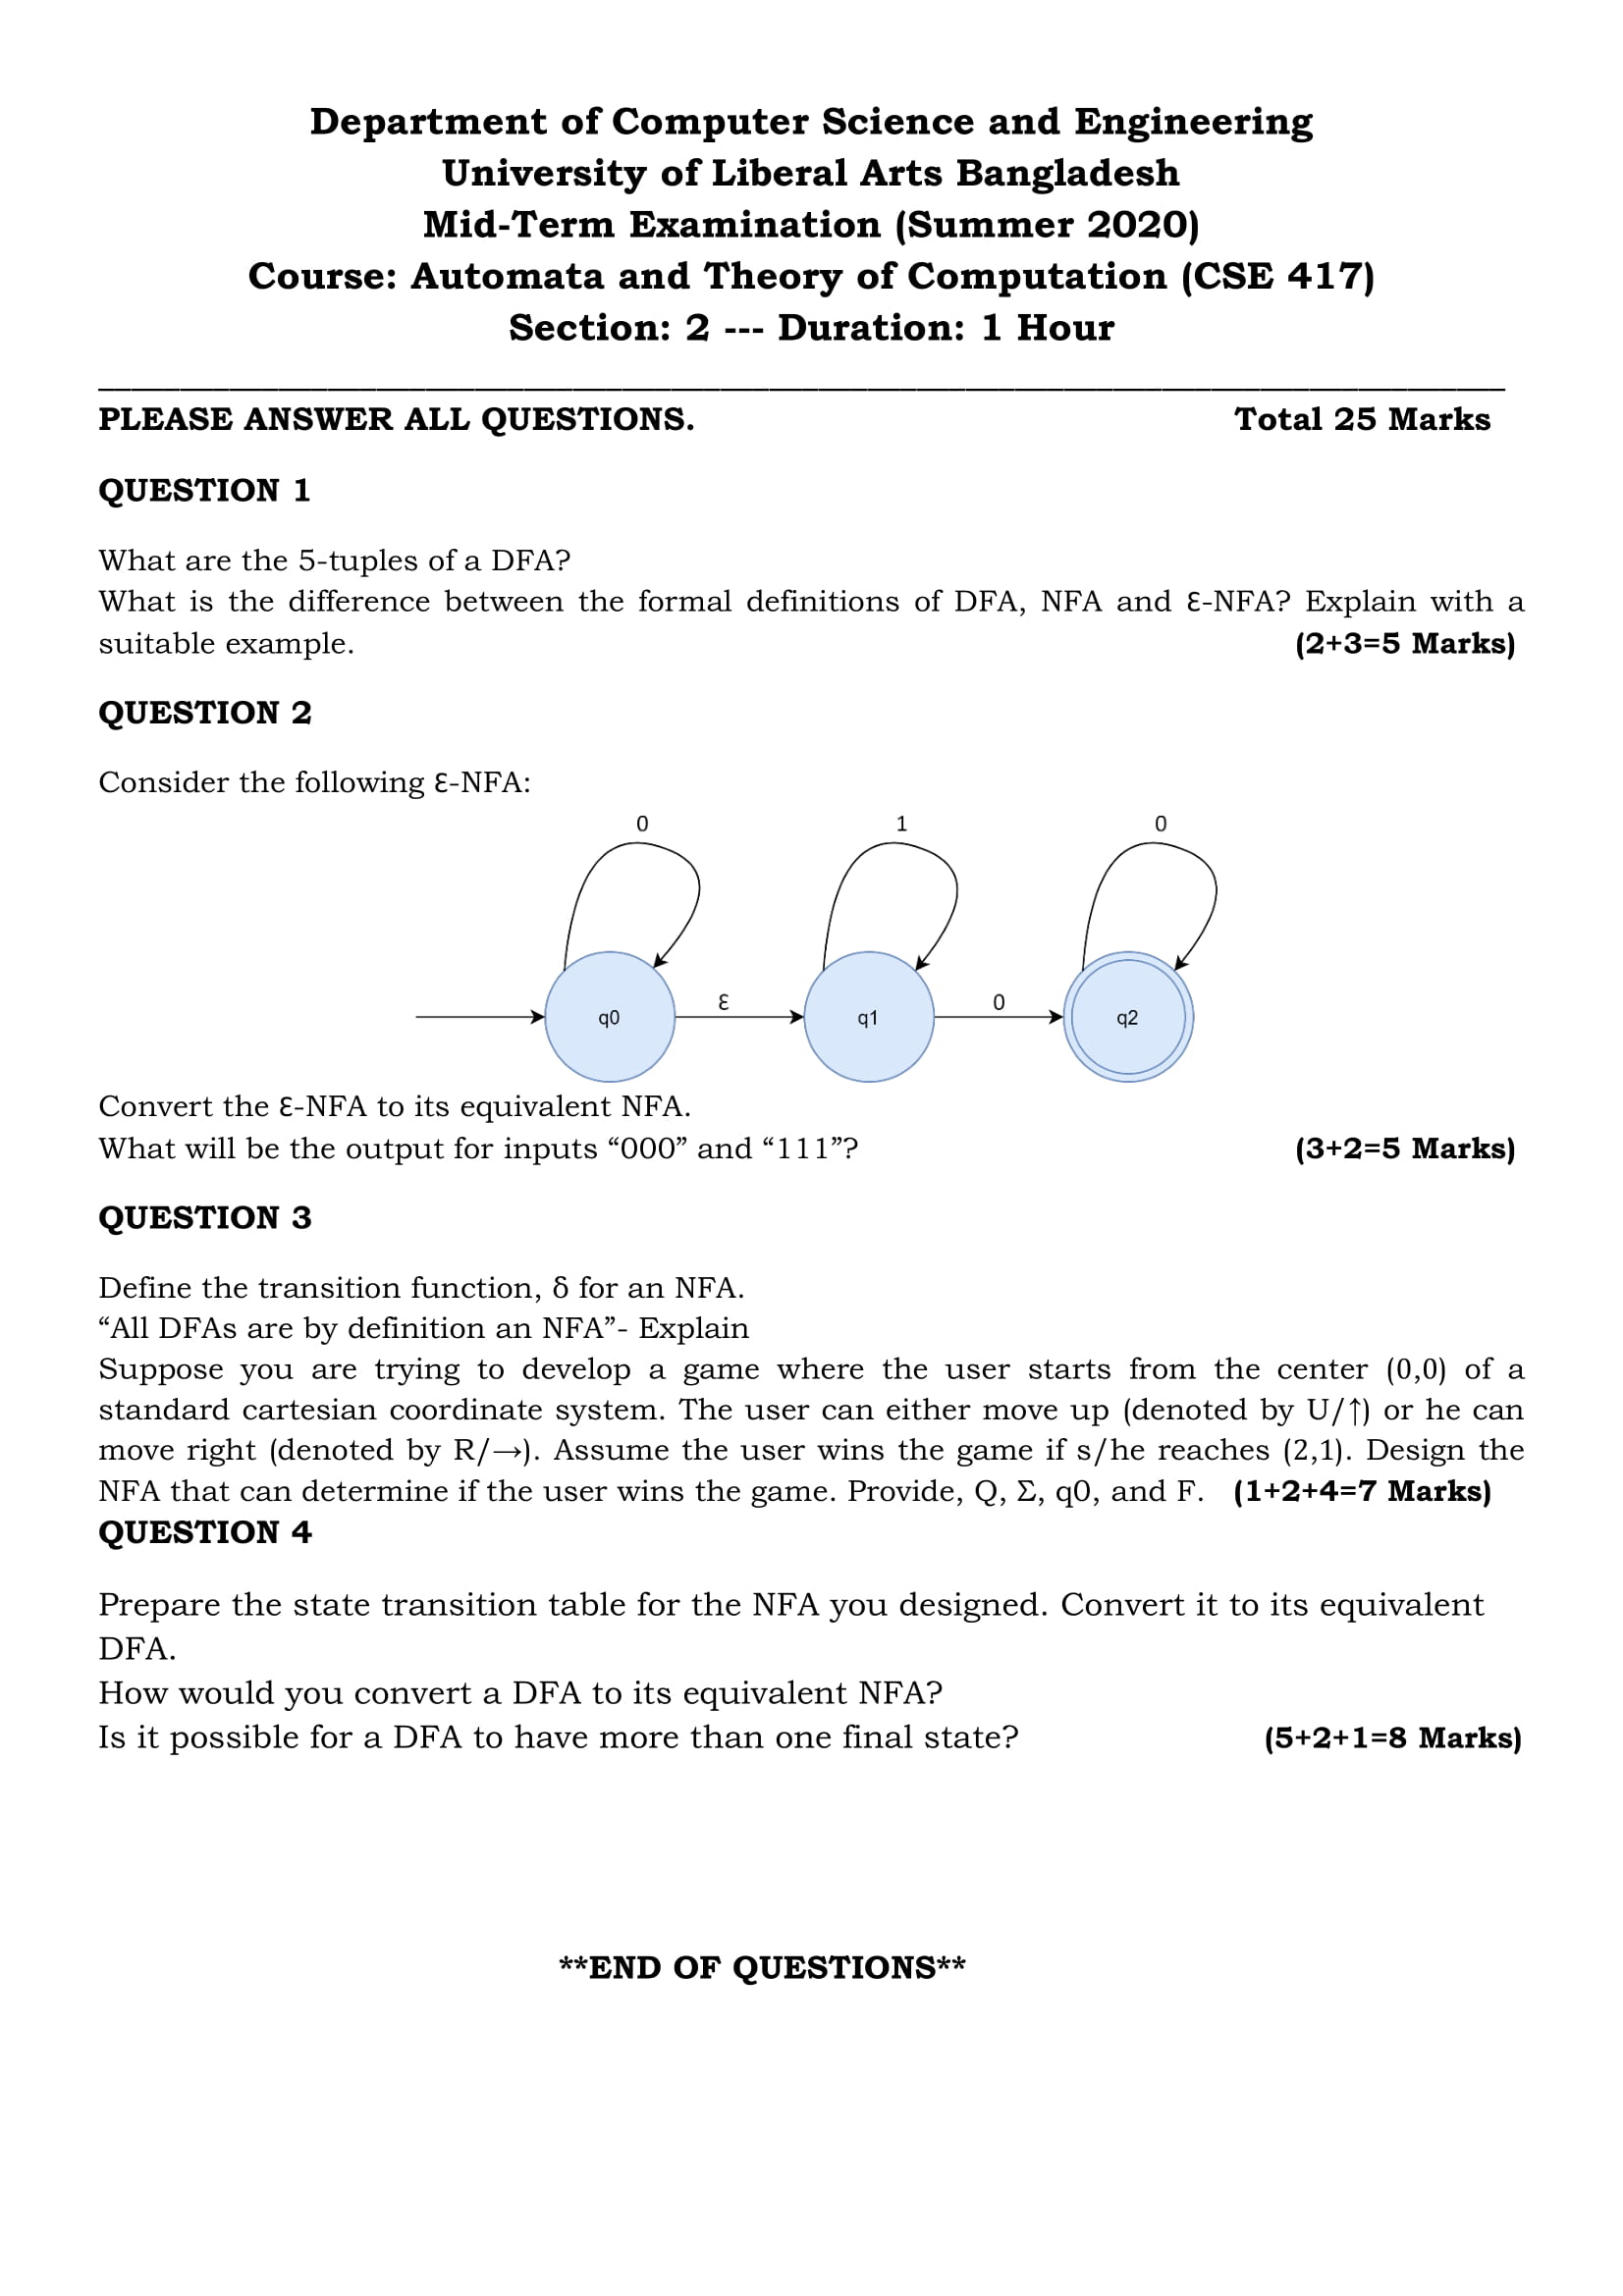 Department of Computer Science and Engineering
University of Liberal Arts Bangladesh
Mid-Term Examination (Summer 2020)
Course: Automata and Theory of Computation (CSE 417)
Section: 2 --- Duration: 1 Hour
PLEASE ANSWER ALL QUESTIONS. Total 25 Marks
QUESTION 1
What are the 5-tuples of a DFA?
What is the difference between the formal definitions of DFA, NFA and Ɛ-NFA? Explain with a
suitable example. (2+3=5 Marks)
QUESTION 2
Consider the following Ɛ-NFA:
0 1 0
q0 Ɛ q1 0 q2
Convert the Ɛ-NFA to its equivalent NFA.
What will be the output for inputs “000” and “111”? (3+2=5 Marks)
QUESTION 3
Define the transition function, δ for an NFA.
“All DFAs are by definition an NFA”- Explain
Suppose you are trying to develop a game where the user starts from the center (0,0) of a
standard cartesian coordinate system. The user can either move up (denoted by U/↑) or he can
move right (denoted by R/→). Assume the user wins the game if s/he reaches (2,1). Design the
NFA that can determine if the user wins the game. Provide, Q, Σ, q0, and F. (1+2+4=7 Marks)
QUESTION 4
Prepare the state transition table for the NFA you designed. Convert it to its equivalent
DFA.
How would you convert a DFA to its equivalent NFA?
Is it possible for a DFA to have more than one final state? (5+2+1=8 Marks)
**END OF QUESTIONS**